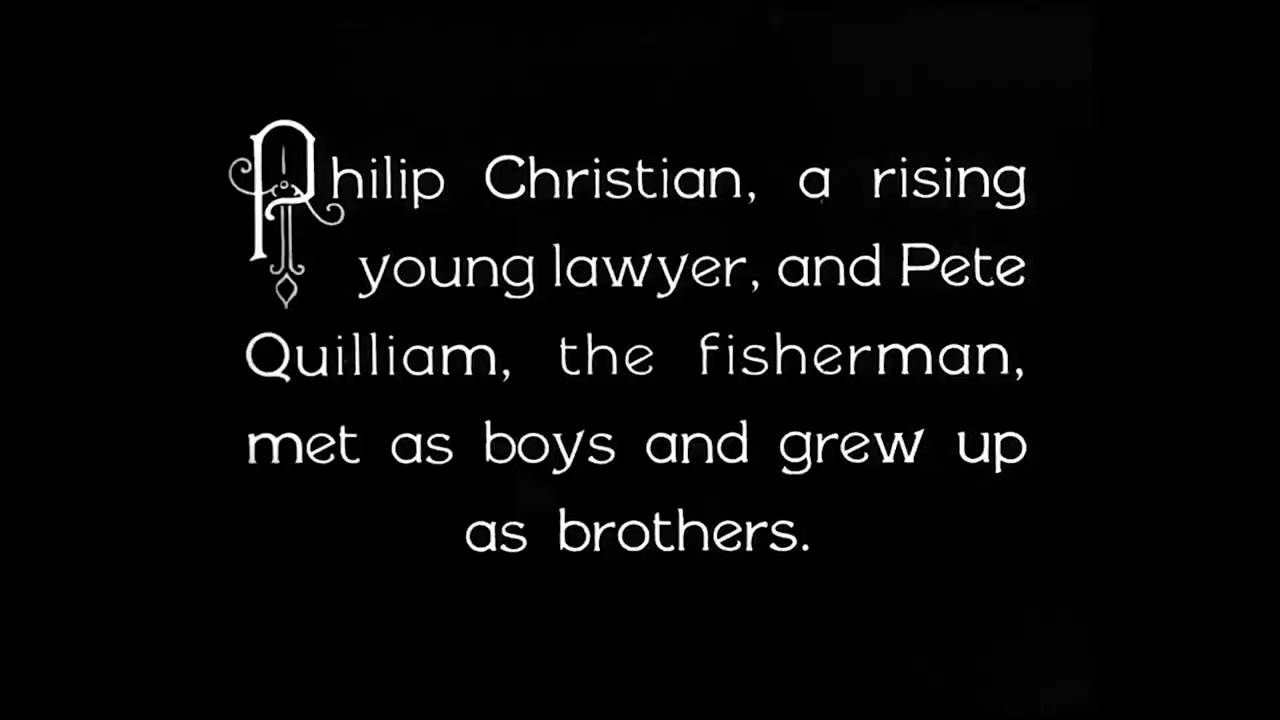 Philip Christian, a rising
young lawyer, and Pete
Quilliam, the fisherman,
met as boys and grew up
as brothers.